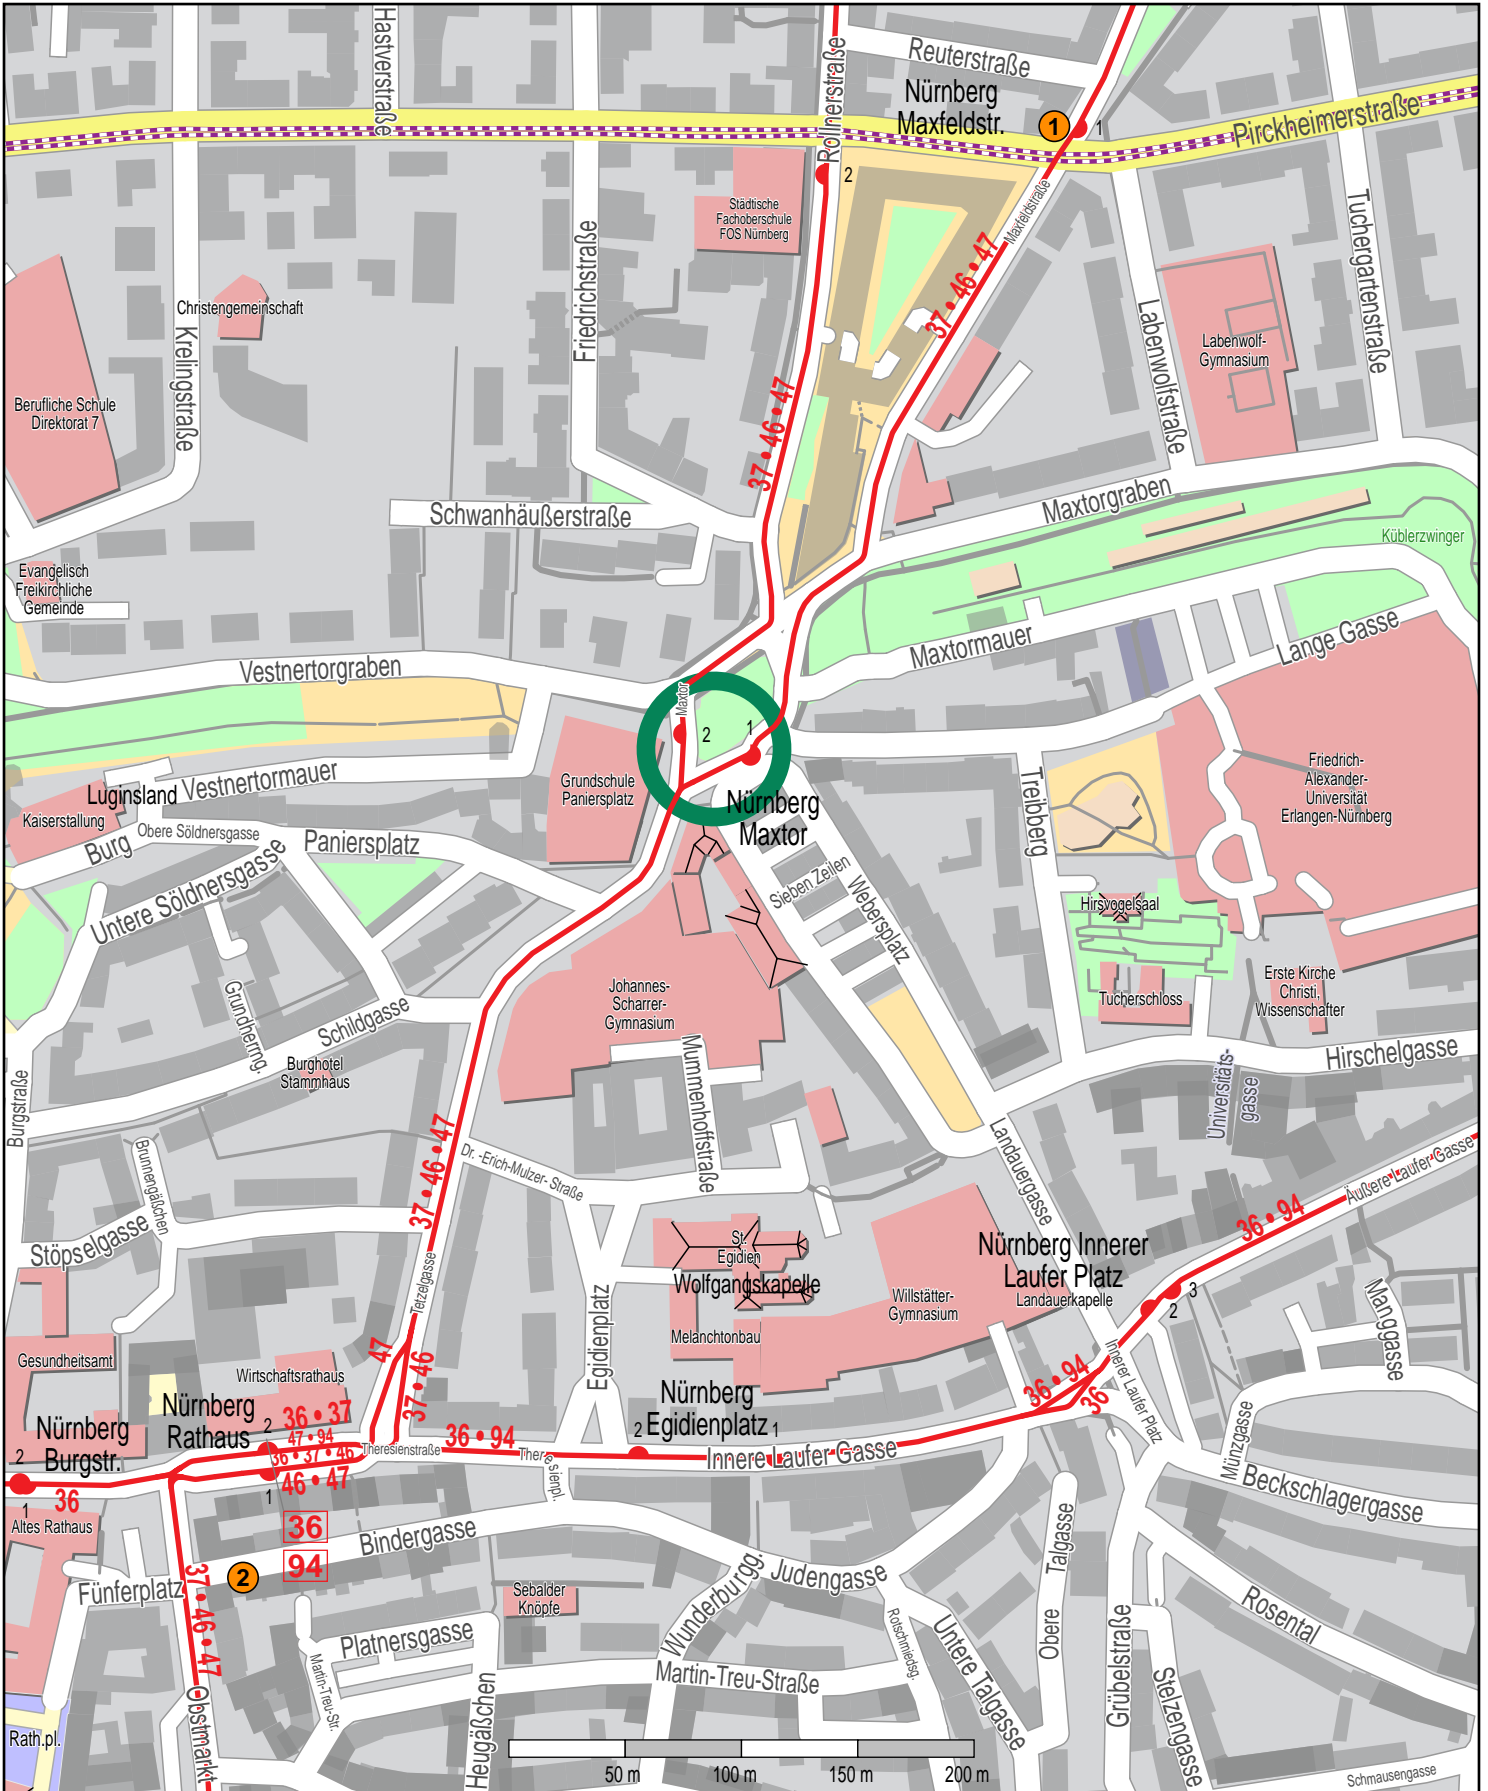 Hastverstraße
Rollnerstraße
Reuterstraße
Nürnberg
Maxfeldstr.
1
1
Pirckheimerstraße
2
Städtische
Fachoberschule
FOS Nürnberg
Maxfeldstraße
Tuchergartenstraße
Friedrichstraße
37 • 46 • 47
Christengemeinschaft
Krelingstraße
Labenwolfstraße
Labenwolf-
Gymnasium
Berufliche Schule
Direktorat 7
37 • 46 • 47
Schwanhäußerstraße
Maxtorgraben
Küblerzwinger
Evangelisch
Freikirchliche
Gemeinde
Vestnertorgraben
Maxtormauer
Lange Gasse
Maxtor
2
1
Grundschule
Paniersplatz
Nürnberg
Maxtor
Treibberg
Friedrich-
Alexander-
Universität
Erlangen-Nürnberg
Luginsland
Vestnertormauer
Kaiserstallung
Burg
Obere Söldnersgasse
Paniersplatz
Untere Söldnersgasse
Sieben Zeilen
Webersplatz
Hirsvogelsaal
Grundherrng.
Schildgasse
Johannes-
Scharrer-
Gymnasium
Tucherschloss
Erste Kirche
Christi,
Wissenschafter
Burghotel
Stammhaus
Mummenhoffstraße
Hirschelgasse
Burgstraße
Universitäts-
gasse
37 • 46 • 47
Brunnengäßchen
Dr. -Erich-Mulzer- Straße
Landauergasse
Äußere Laufer Gasse
36 • 94
Stöpselgasse
St.
Egidien
Wolfgangskapelle
Nürnberg Innerer
Laufer Platz
Landauerkapelle
3
2
Tetzelgasse
Egidienplatz
Willstätter-
Gymnasium
Melanchtonbau
Manggasse
Gesundheitsamt
Wirtschaftsrathaus
47
37 • 46
36 • 94
36
Innerer Laufer Platz
Nürnberg
Rathaus
2
36 • 37
47 • 94
36 • 37 • 46
46 • 47
1
Theresienstraße
36 • 94
Theresienpl.
Nürnberg
Egidienplatz
2
1
Innere Laufer Gasse
Nürnberg
Burgstr.
2
36
1
Altes Rathaus
Münzgasse
Beckschlagergasse
36
94
Bindergasse
2
Fünferplatz
37 • 46 • 47
Judengasse
Wunderburgg.
Talgasse
Obere
Sebalder
Knöpfe
Rosental
Platnersgasse
Martin-Treu-Str.
Martin-Treu-Straße
Rotschmiedsg.
Untere Talgasse
Grübelstraße
Stelzengasse
Obstmarkt
Heugäßchen
Rath.pl.
50 m
100 m
150 m
200 m
Schmausengasse